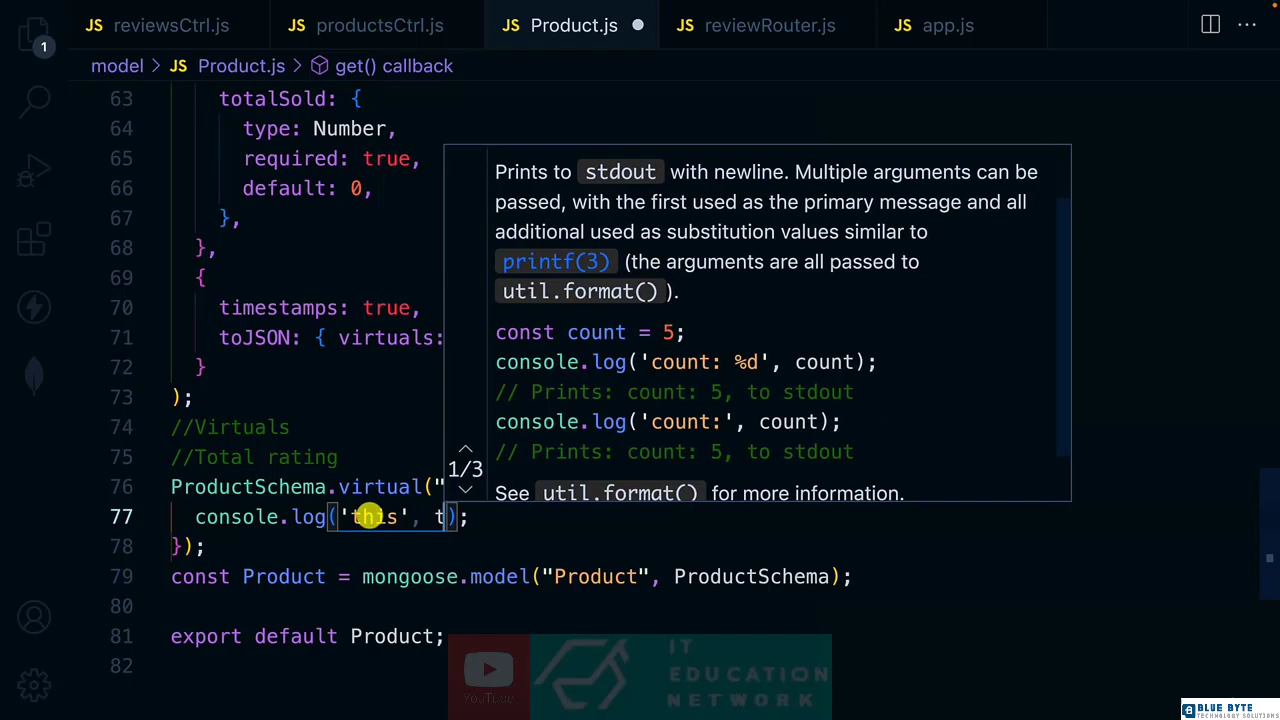 JS reviewsCtrl.js JS productsCtrl.js JS Product.js JS reviewRouter.js JS app.js
1
model > JS Product.js > get() callback
63 totalSold: {
64 type: Number,
65 required: true,
66 default: 0,
67 },
68 },
69 {
70 timestamps: true,
71 toJSON: { virtuals:
72 }
73 );
74 //Virtuals
75 //Total rating
76 ProductSchema.virtual("
77 console.log('this', t);
78 });
79 const Product = mongoose.model("Product", ProductSchema);
80
81 export default Product;
82
Prints to stdout with newline. Multiple arguments can be
passed, with the first used as the primary message and all
additional used as substitution values similar to
printf(3) (the arguments are all passed to
util.format() ).
const count = 5;
console.log('count: %d', count);
// Prints: count: 5, to stdout
console.log('count:', count);
// Prints: count: 5, to stdout
1/3
See util.format() for more information.
YouTube
IT
EDUCATION
NETWORK
BLUE BYTE
TECHNOLOGY SOLUTIONS